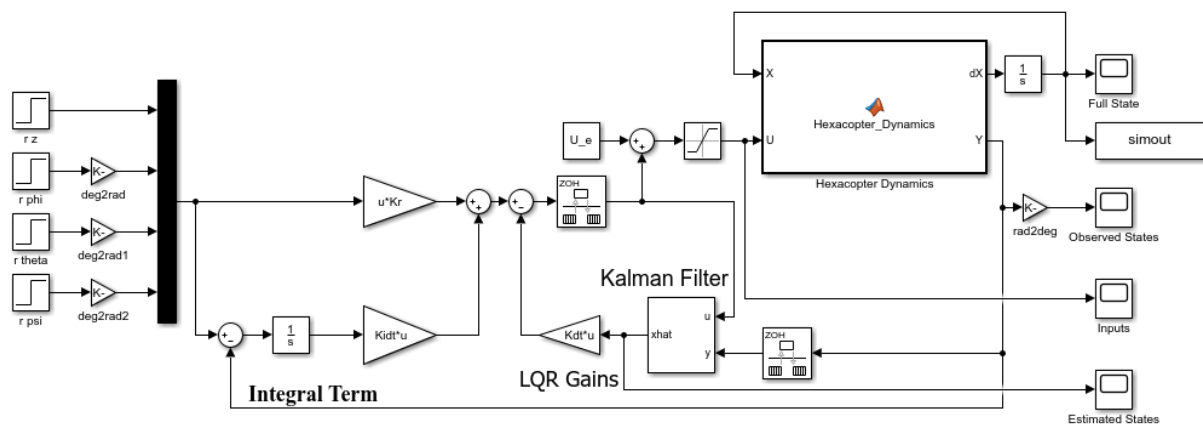 r z
K-
r phi
deg2rad
K-
r theta
deg2rad1
K-
r psi
deg2rad2
+
-
1
s
Integral Term
u*Kr
Kidt*u
+
+
+
-
ZOH
U_e
+
+
Kalman Filter
Kdt*u
LQR Gains
xhat
u
y
ZOH
X
U
Hexacopter_Dynamics
dX
Y
Hexacopter Dynamics
1
s
Full State
simout
K-
rad2deg
Observed States
Inputs
Estimated States